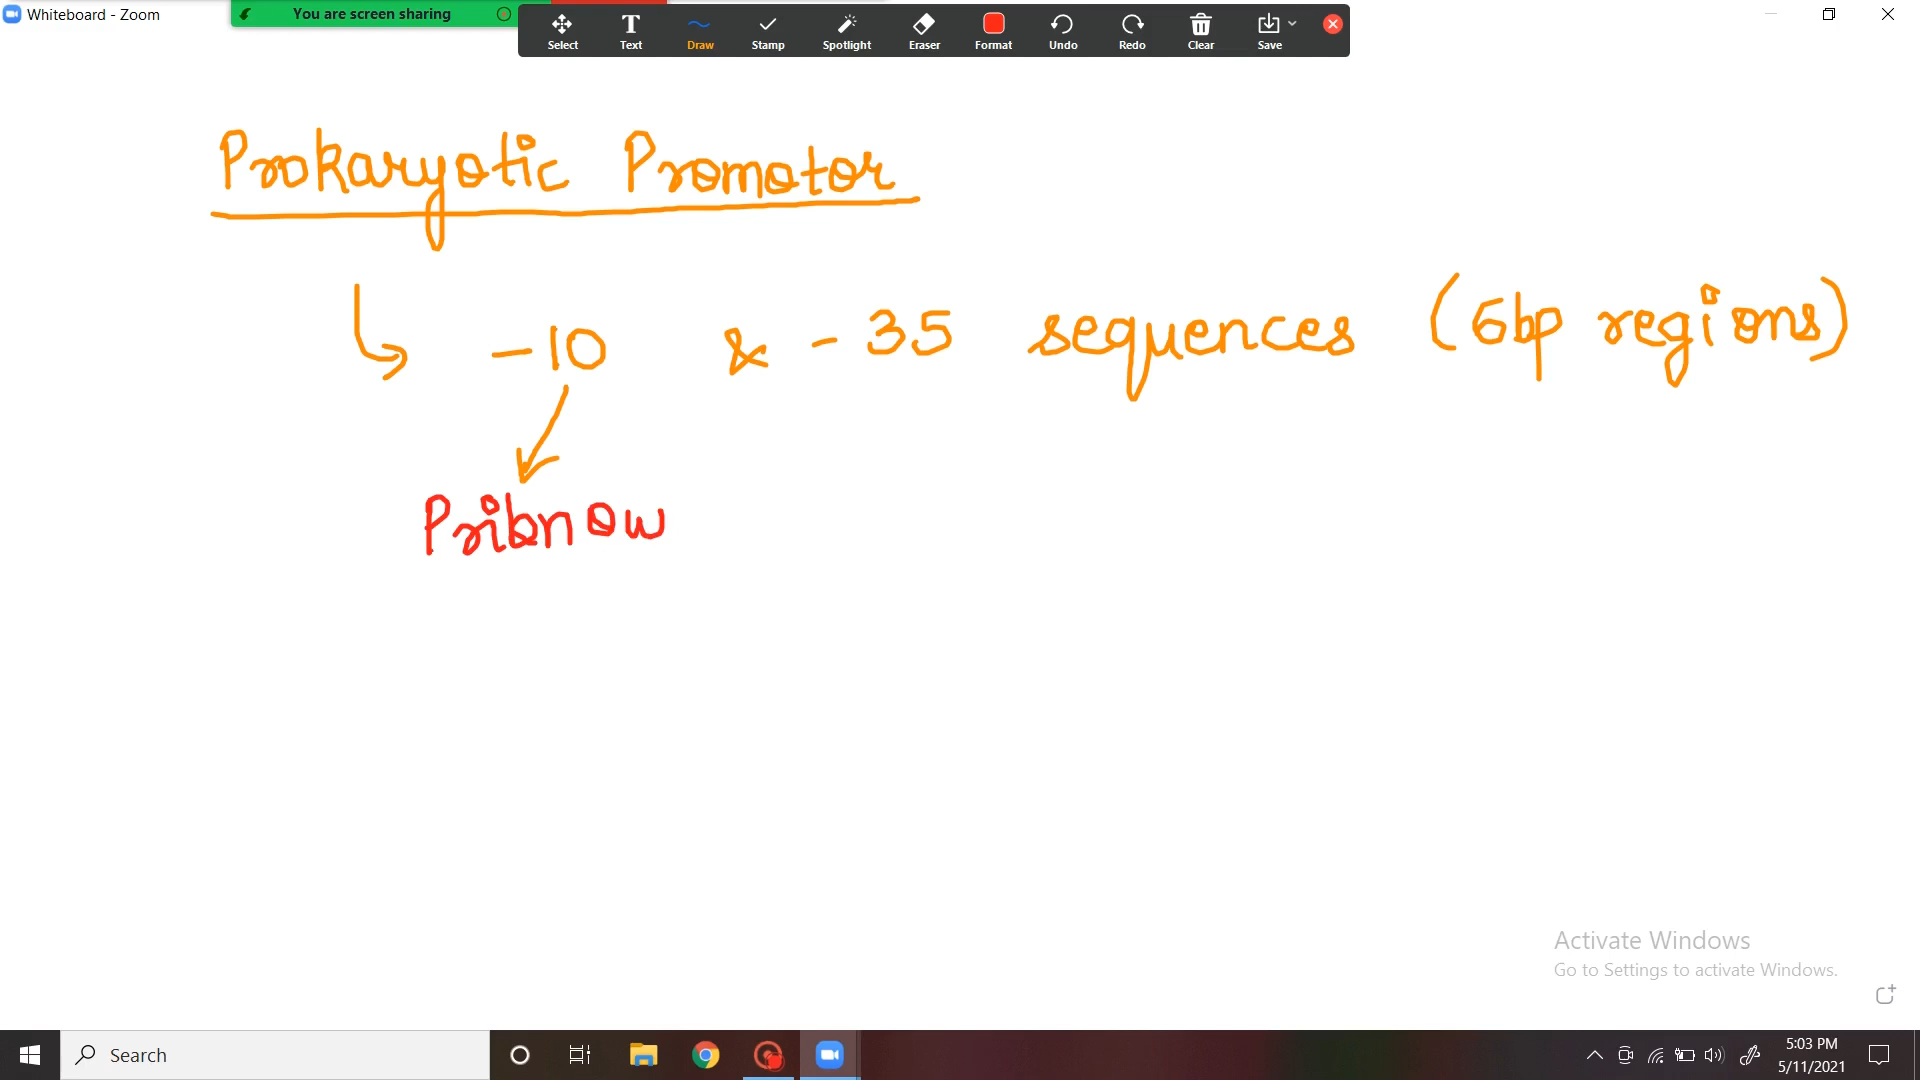 Whiteboard - Zoom
You are screen sharing
Select Text Draw Stamp Spotlight Eraser Format Undo Redo Clear Save
Prokaryotic Promotor
-10 & -35 sequences (6bp regions)
Pribnow
Activate Windows
Go to Settings to activate Windows.
Search
5:03 PM
5/11/2021